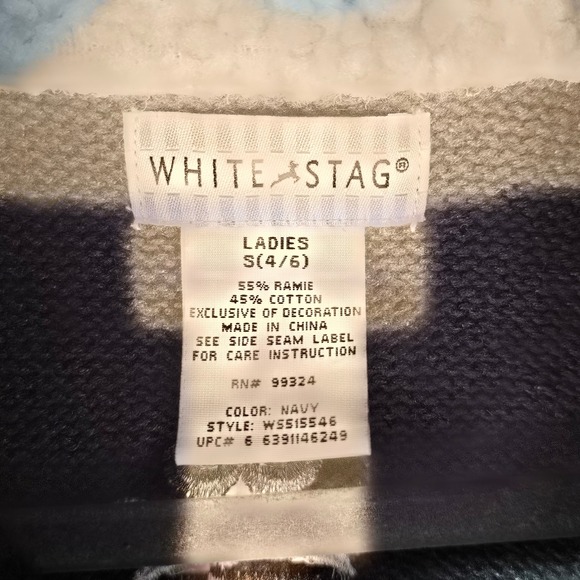 WHITE STAG®
LADIES
S(4/6)
55% RAMIE
45% COTTON
EXCLUSIVE OF DECORATION
MADE IN CHINA
SEE SIDE SEAM LABEL
FOR CARE INSTRUCTION
RN# 99324
COLOR: NAVY
STYLE: WS515546
UPC# 6 6391146249